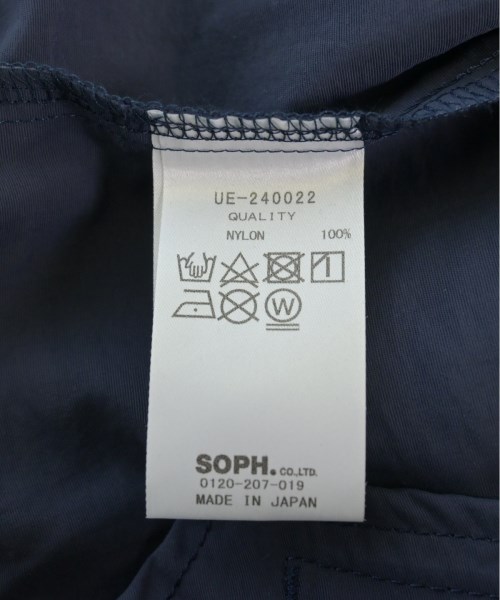 UE-240022
QUALITY
NYLON 100%
W
SOPH. CO.,LTD.
0120-207-019
MADE IN JAPAN